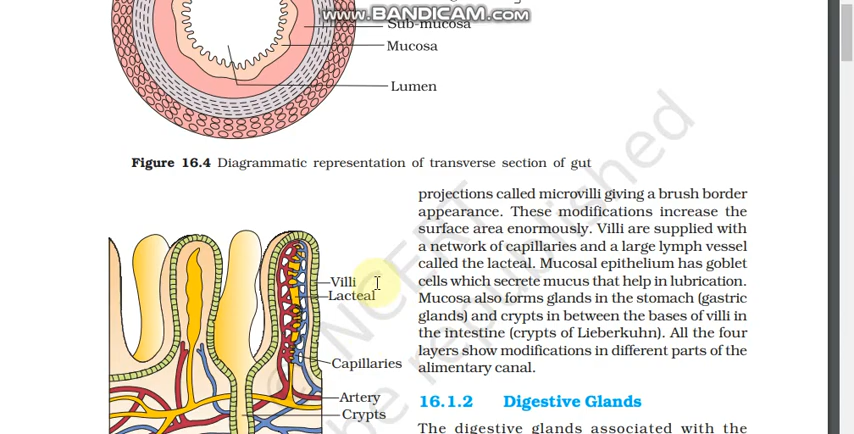 WWW.BANDICAM.COM
Sub-mucosa
Mucosa
Lumen
Figure 16.4 Diagrammatic representation of transverse section of gut
projections called microvilli giving a brush border
appearance. These modifications increase the
surface area enormously. Villi are supplied with
a network of capillaries and a large lymph vessel
called the lacteal. Mucosal epithelium has goblet
cells which secrete mucus that help in lubrication.
Mucosa also forms glands in the stomach (gastric
glands) and crypts in between the bases of villi in
the intestine (crypts of Lieberkuhn). All the four
layers show modifications in different parts of the
alimentary canal.
Villi
Lacteal
Capillaries
Artery
Crypts
16.1.2 Digestive Glands
The digestive glands associated with the
© NCERT
be republished